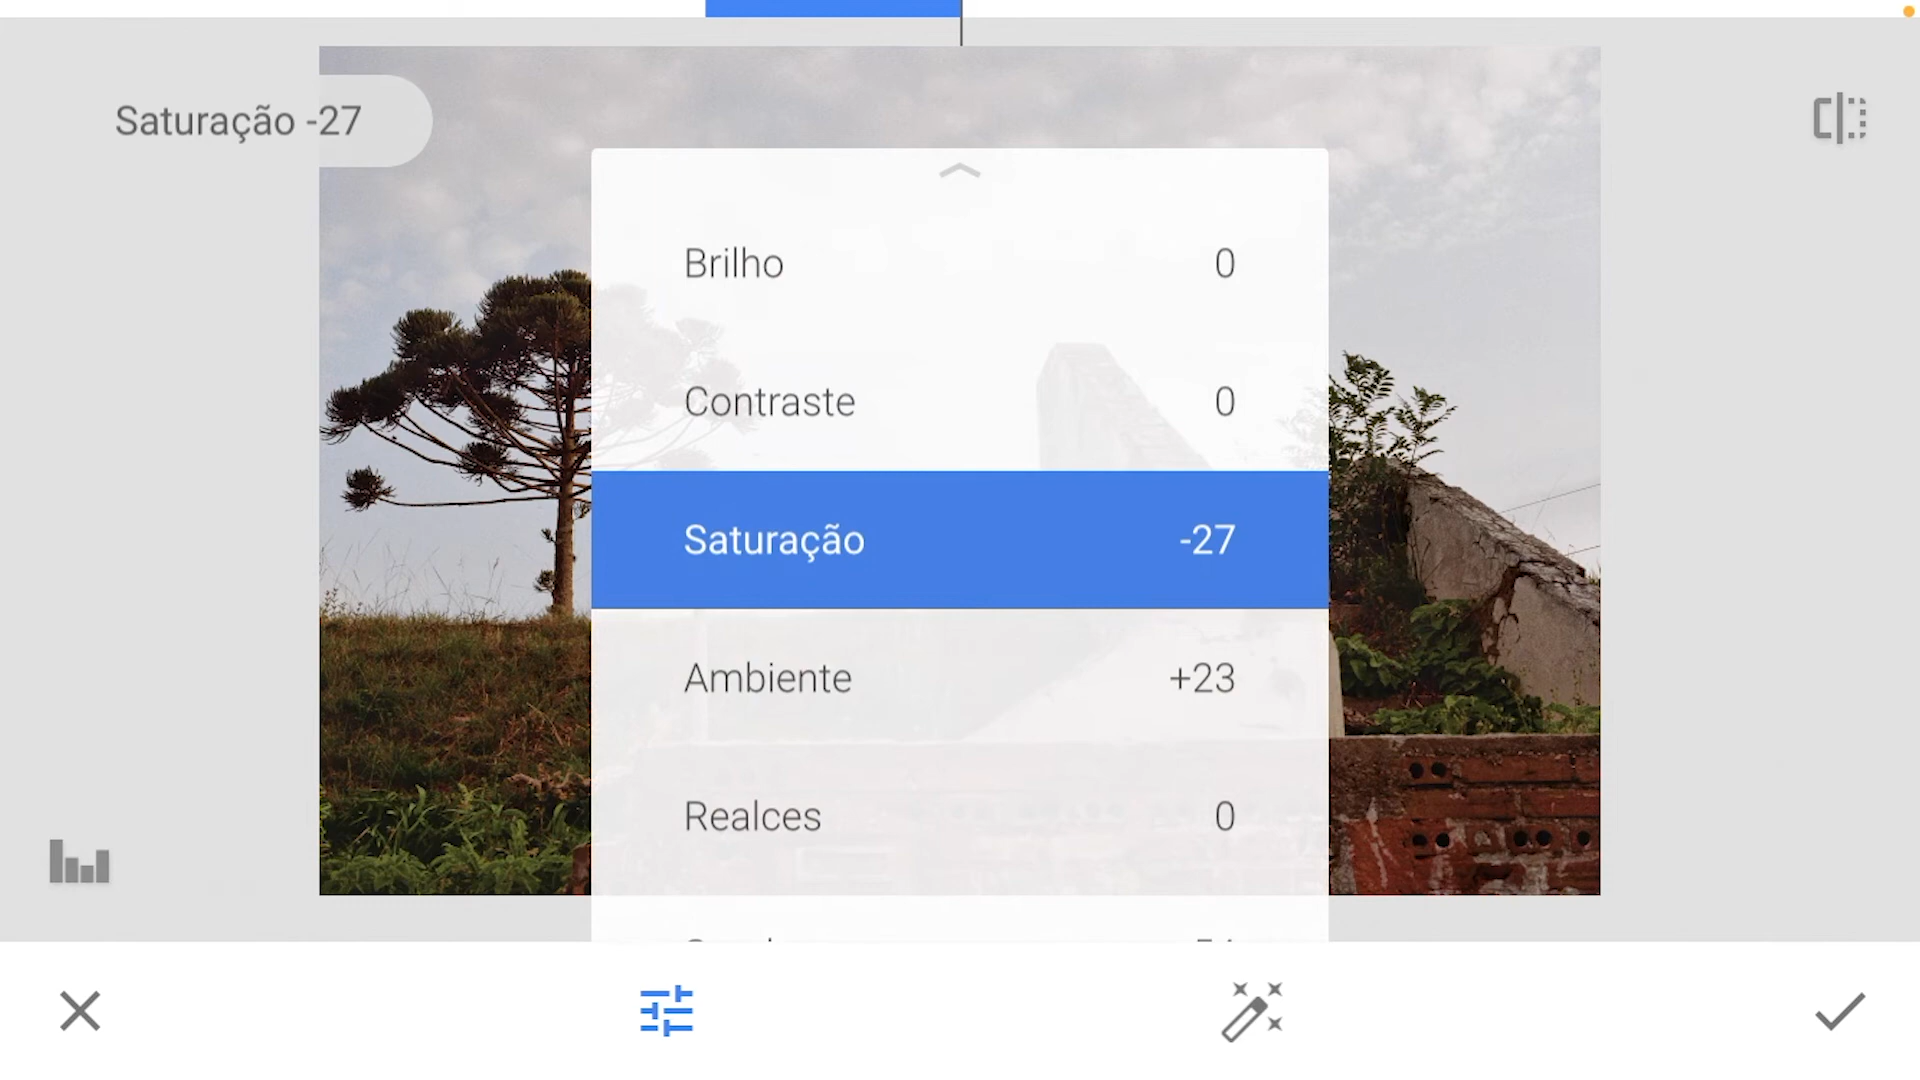 Saturação -27
Brilho 0
Contraste 0
Saturação -27
Ambiente +23
Realces 0